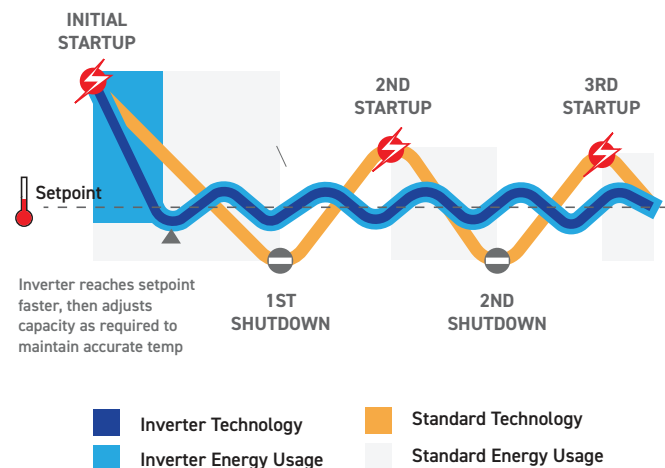 INITIAL
STARTUP
2ND
STARTUP
3RD
STARTUP
Setpoint
Inverter reaches setpoint
faster, then adjusts
capacity as required to
maintain accurate temp
1ST
SHUTDOWN
2ND
SHUTDOWN
Inverter Technology
Standard Technology
Inverter Energy Usage
Standard Energy Usage